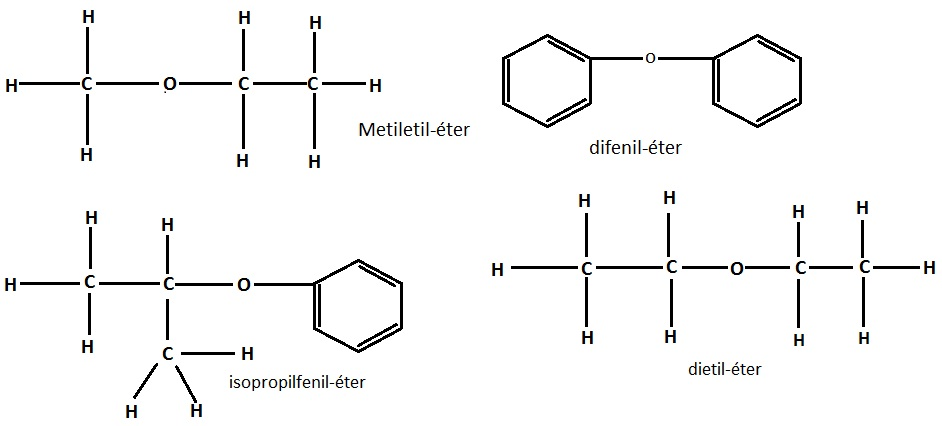 H H H
H C O C C H
H H H
Metiletil-éter
O
difenil-éter
H H
H C C O
H
C H
H H
isopropilfenil-éter
H H H H
H C C O C C H
H H H H
dietil-éter